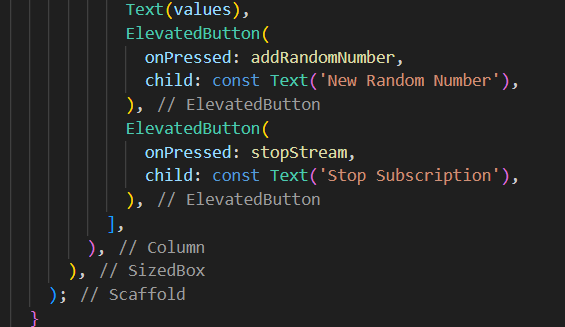 Text(values),
ElevatedButton(
onPressed: addRandomNumber,
child: const Text('New Random Number'),
), // ElevatedButton
ElevatedButton(
onPressed: stopStream,
child: const Text('Stop Subscription'),
), // ElevatedButton
],
), // Column
), // SizedBox
); // Scaffold
}